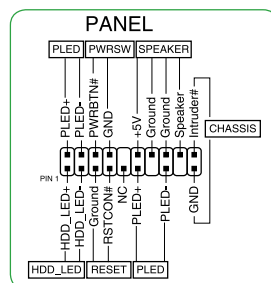 PANEL
PLED PWRSW SPEAKER
PLED+
PLED-
PWRBTN#
GND
+5V
Ground
Ground
Speaker
Intruder#
CHASSIS
PIN 1
HDD_LED+
HDD_LED-
Ground
RSTCON#
NC
PLED+
PLED-
GND
HDD_LED RESET PLED